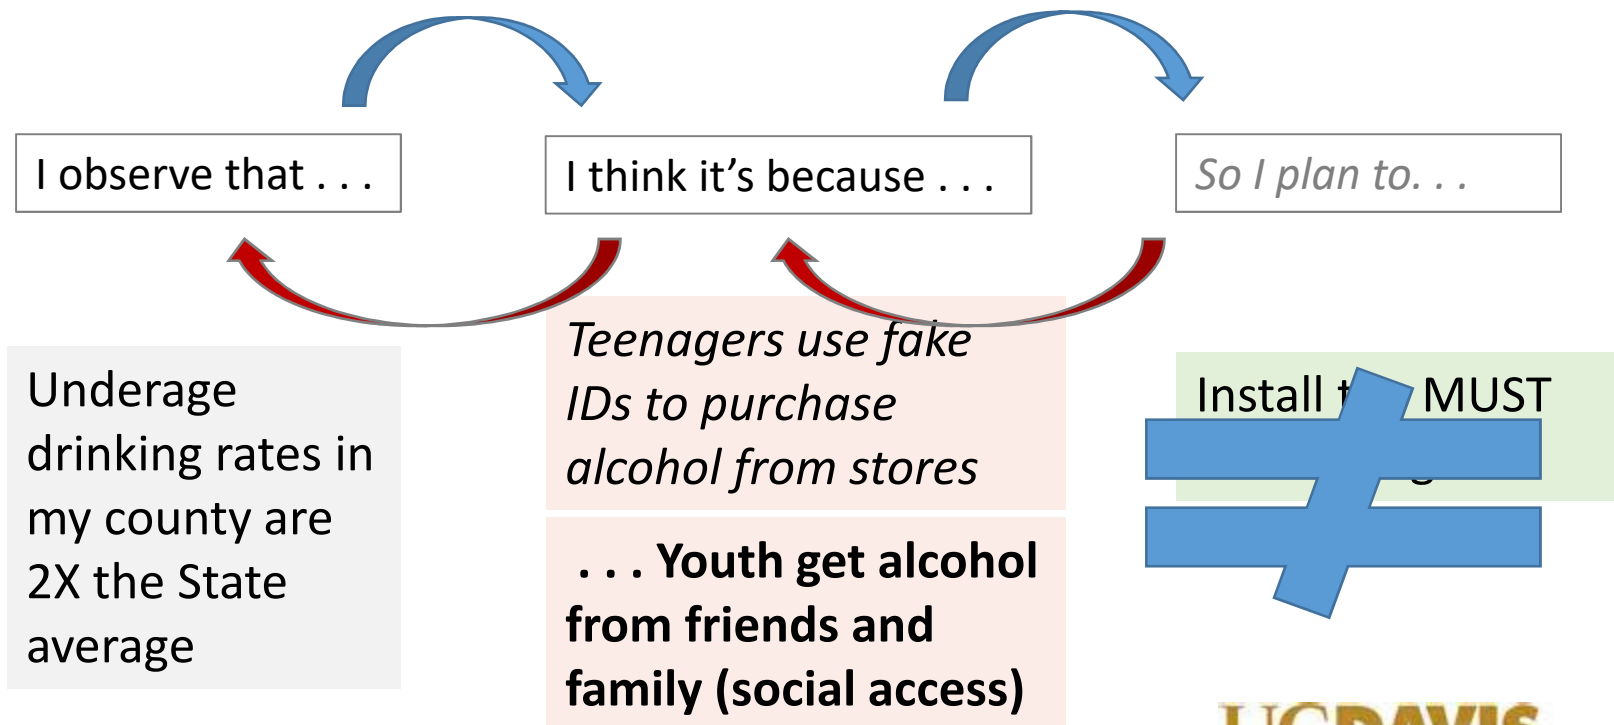 I observe that . . .
I think it's because . . .
So I plan to. . .
Underage
drinking rates in
my county are
2X the State
average
Teenagers use fake
IDs to purchase
alcohol from stores
. . . Youth get alcohol
from friends and
family (social access)
Install MUST
UCDAVIS